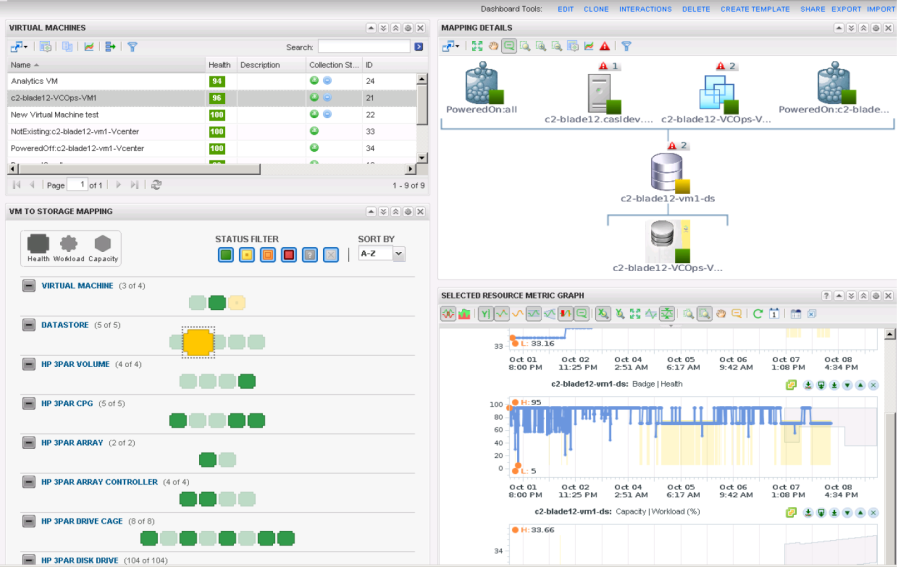 Dashboard Tools: EDIT CLONE INTERACTIONS DELETE CREATE TEMPLATE SHARE EXPORT IMPORT
VIRTUAL MACHINES
Search:
Name Health Description Collection St... ID
Analytics VM 94 24
c2-blade12-VCOps-VM1 96 21
New Virtual Machine test 100 22
NotExisting:c2-blade12-vm1-Vcenter 100 33
PoweredOff:c2-blade12-vm1-Vcenter 100 34
Page 1 of 1 1 - 9 of 9
VM TO STORAGE MAPPING
Health Workload Capacity
STATUS FILTER
SORT BY
A-Z
VIRTUAL MACHINE (3 of 4)
DATASTORE (5 of 5)
HP 3PAR VOLUME (4 of 4)
HP 3PAR CPG (5 of 5)
HP 3PAR ARRAY (2 of 2)
HP 3PAR ARRAY CONTROLLER (4 of 4)
HP 3PAR DRIVE CAGE (8 of 8)
HP 3PAR DISK DRIVE (104 of 104)
MAPPING DETAILS
1 2
PoweredOn:all c2-blade12.casldev.... c2-blade12-VCOps-V... PoweredOn:c2-blade...
2
c2-blade12-vm1-ds
c2-blade12-VCOps-V...
SELECTED RESOURCE METRIC GRAPH
33 L: 33.16
Oct 01 Oct 02 Oct 04 Oct 05 Oct 06 Oct 07 Oct 08
8:00 PM 11:25 PM 2:51 AM 6:17 AM 9:42 AM 1:08 PM 4:34 PM
c2-blade12-vm1-ds: Badge | Health
H: 95
100
80
60
40
20
0
L: 5
Oct 01 Oct 02 Oct 04 Oct 05 Oct 06 Oct 07 Oct 08
8:00 PM 11:25 PM 2:51 AM 6:17 AM 9:42 AM 1:08 PM 4:34 PM
c2-blade12-vm1-ds: Capacity | Workload (%)
H: 33.66
34